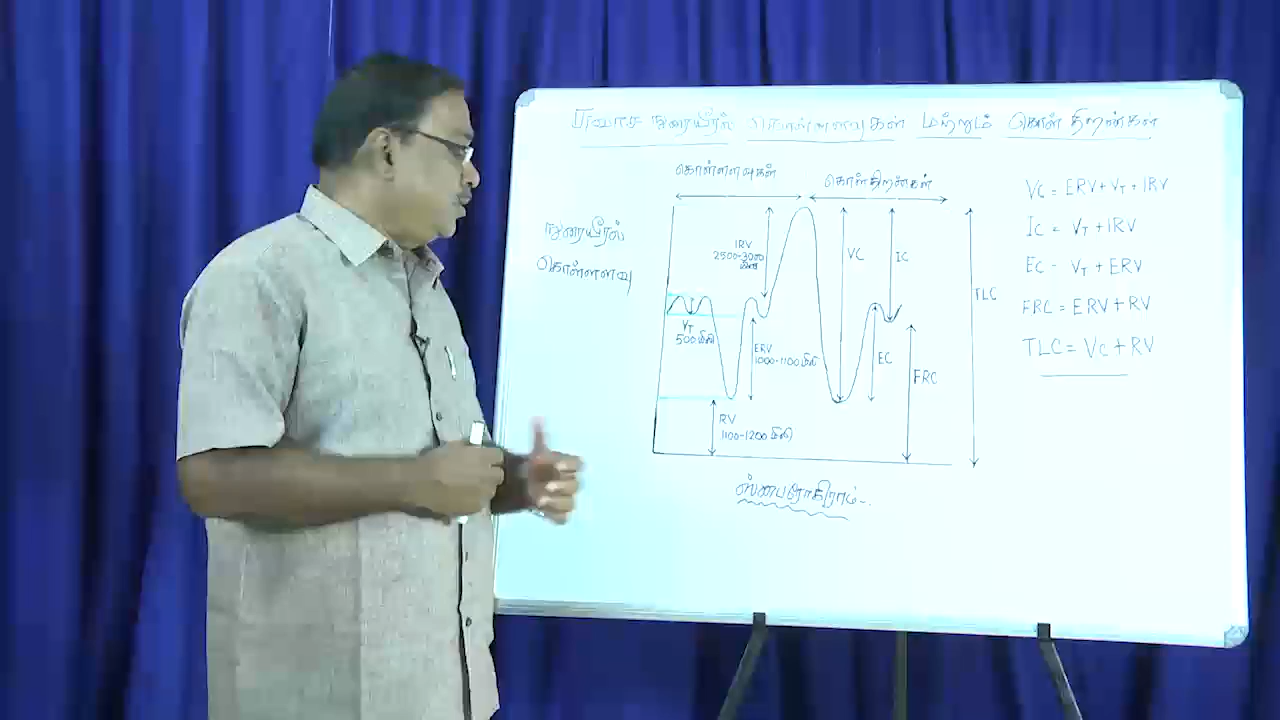 சுவாச நுரையீரல் கொள்ளளவுகள் மற்றும் கொள் திறன்கள்
கொள்ளளவுகள்
கொள்திறன்கள்
நுரையீரல்
கொள்ளளவு
IRV
2500-3000
மிலி
VC
IC
TLC
VT
500 மிலி
ERV
1000-1100 மிலி
EC
FRC
RV
1100-1200 மிலி
ஸ்பைரோகிராம்
VC = ERV + VT + IRV
IC = VT + IRV
EC - VT + ERV
FRC = ERV + RV
TLC = VC + RV